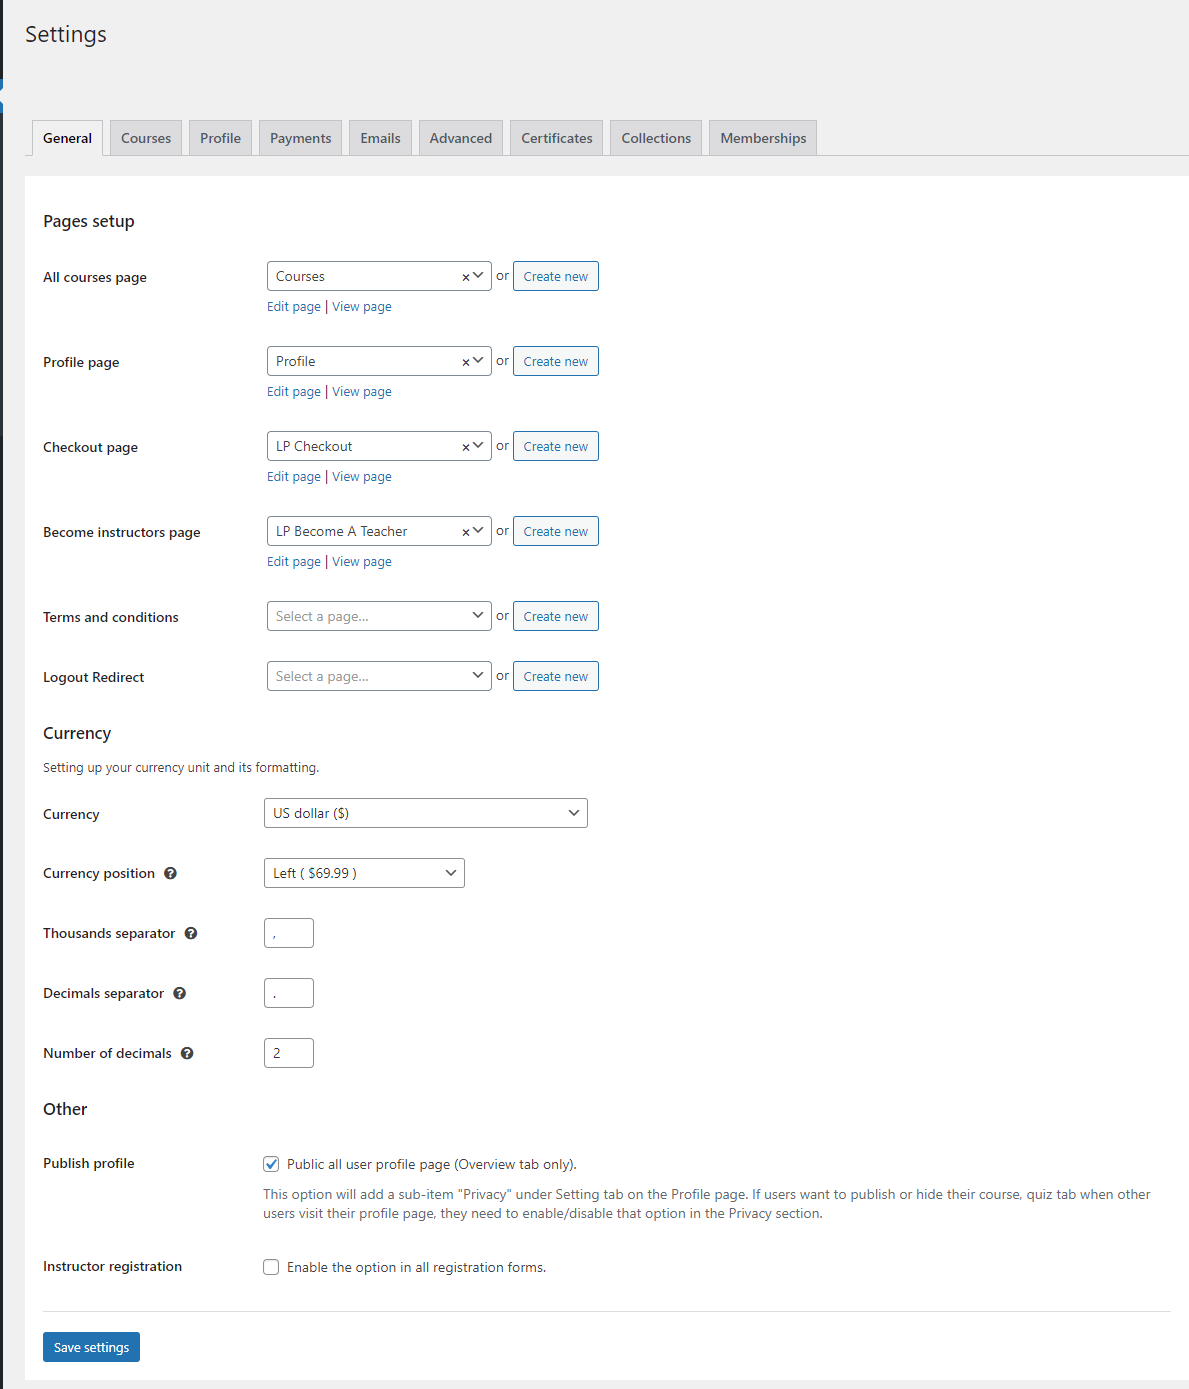 Settings
General Courses Profile Payments Emails Advanced Certificates Collections Memberships
Pages setup
All courses page Courses × or Create new
Edit page | View page
Profile page Profile × or Create new
Edit page | View page
Checkout page LP Checkout × or Create new
Edit page | View page
Become instructors page LP Become A Teacher × or Create new
Edit page | View page
Terms and conditions Select a page... or Create new
Logout Redirect Select a page... or Create new
Currency
Setting up your currency unit and its formatting.
Currency US dollar ($)
Currency position ? Left ( $69.99 )
Thousands separator ? ,
Decimals separator ? .
Number of decimals ? 2
Other
Publish profile Public all user profile page (Overview tab only).
This option will add a sub-item "Privacy" under Setting tab on the Profile page. If users want to publish or hide their course, quiz tab when other
users visit their profile page, they need to enable/disable that option in the Privacy section.
Instructor registration Enable the option in all registration forms.
Save settings